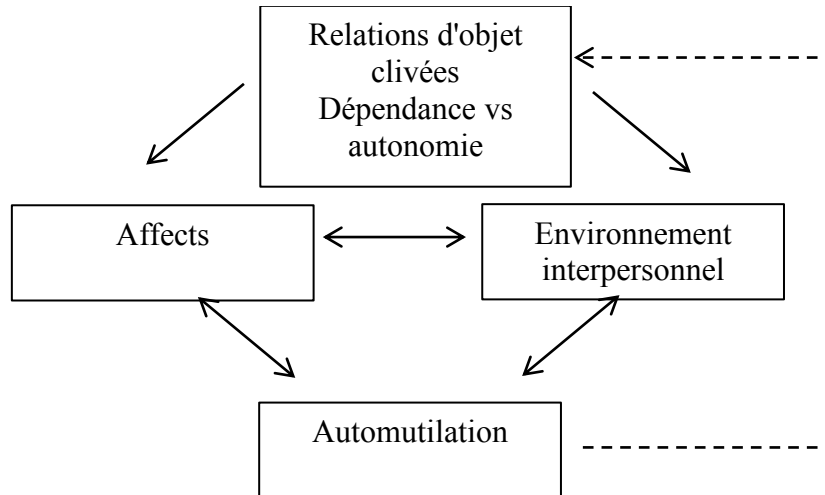 Relations d'objet
clivées
Dépendance vs
autonomie
Affects
Environnement
interpersonnel
Automutilation